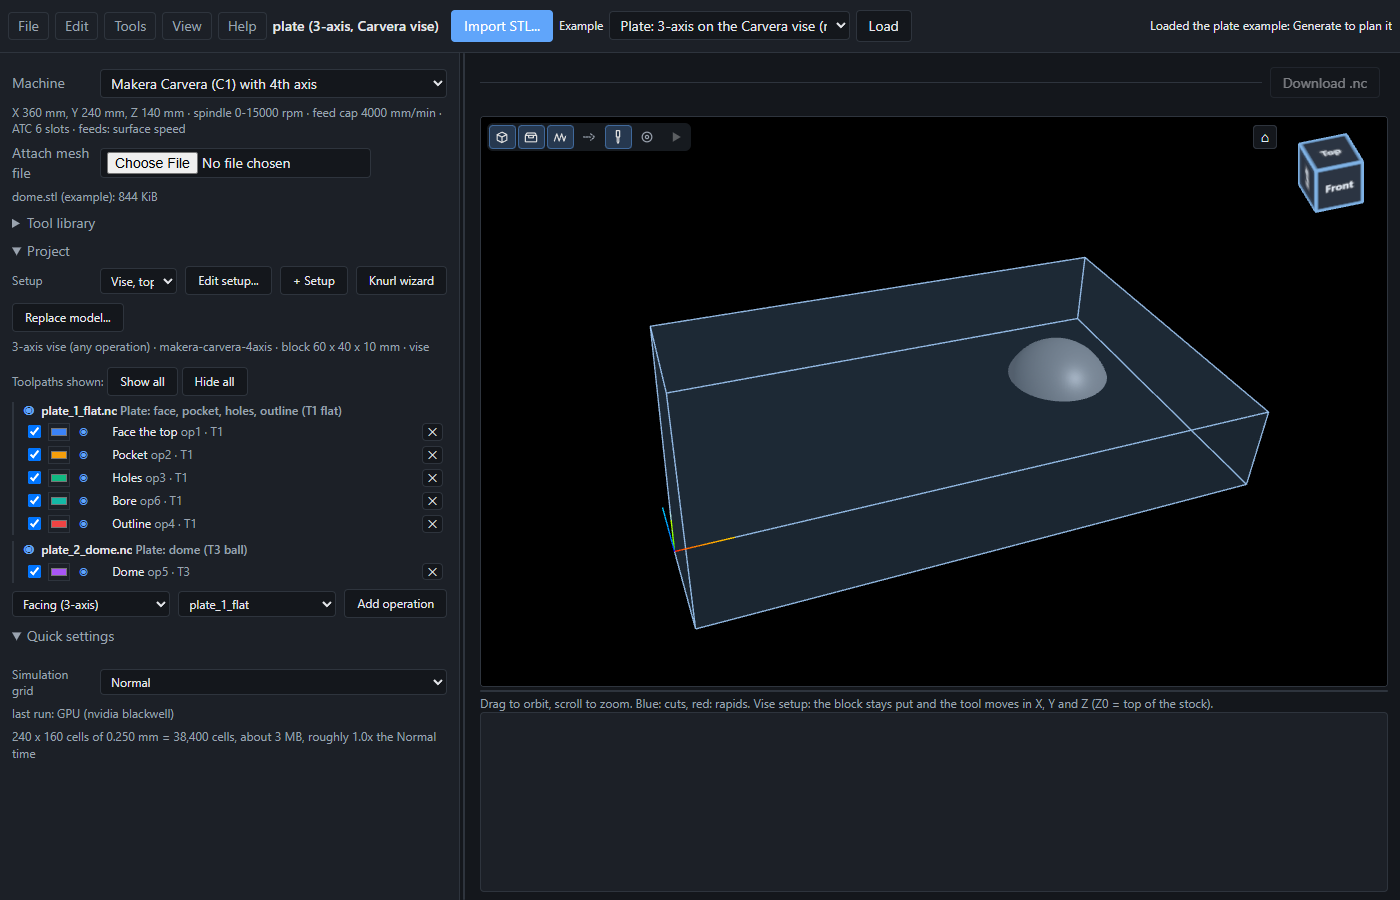 File Edit Tools View Help plate (3-axis, Carvera vise) Import STL... Example Plate: 3-axis on the Carvera vise (r Load Loaded the plate example: Generate to plan it
Machine Makera Carvera (C1) with 4th axis
X 360 mm, Y 240 mm, Z 140 mm · spindle 0-15000 rpm · feed cap 4000 mm/min ·
ATC 6 slots · feeds: surface speed
Attach mesh
file
Choose File No file chosen
dome.stl (example): 844 KiB
Tool library
Project
Setup Vise, top Edit setup... + Setup Knurl wizard
Replace model...
3-axis vise (any operation) · makera-carvera-4axis · block 60 x 40 x 10 mm · vise
Toolpaths shown: Show all Hide all
plate_1_flat.nc Plate: face, pocket, holes, outline (T1 flat)
Face the top op1 · T1
Pocket op2 · T1
Holes op3 · T1
Bore op6 · T1
Outline op4 · T1
plate_2_dome.nc Plate: dome (T3 ball)
Dome op5 · T3
Facing (3-axis) plate_1_flat Add operation
Quick settings
Simulation
grid
Normal
last run: GPU (nvidia blackwell)
240 x 160 cells of 0.250 mm = 38,400 cells, about 3 MB, roughly 1.0x the Normal
time
Download .nc
Top
Front
Drag to orbit, scroll to zoom. Blue: cuts, red: rapids. Vise setup: the block stays put and the tool moves in X, Y and Z (Z0 = top of the stock).